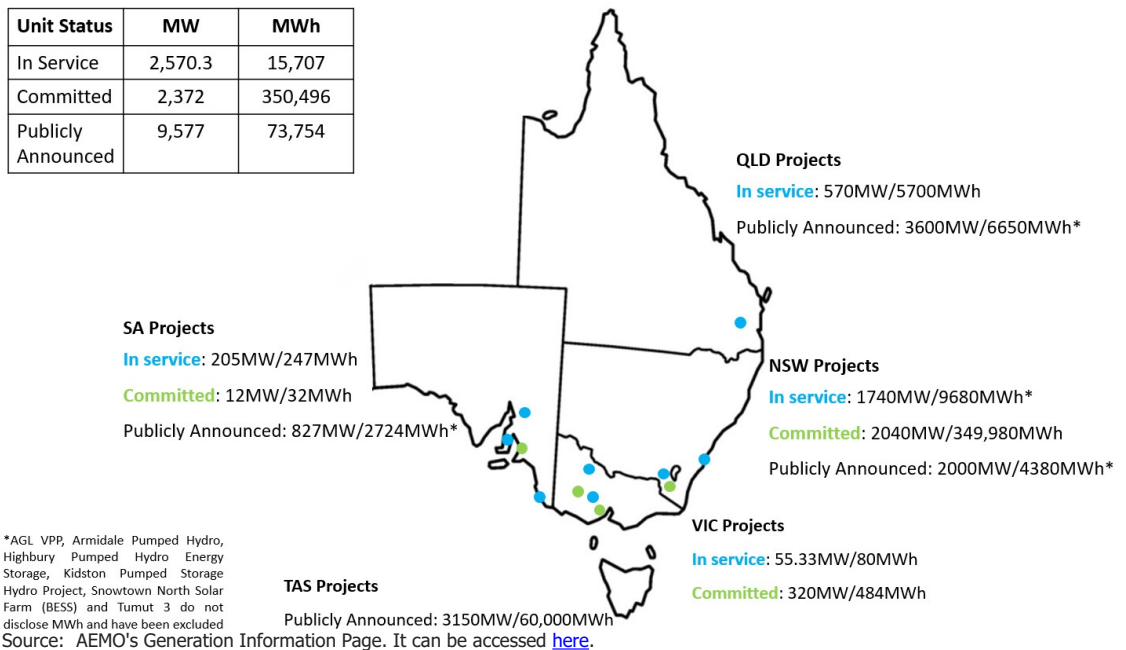 Unit Status MW MWh
In Service 2,570.3 15,707
Committed 2,372 350,496
Publicly 9,577 73,754
Announced
QLD Projects
In service: 570MW/5700MWh
Publicly Announced: 3600MW/6650MWh*
SA Projects
In service: 205MW/247MWh
Committed: 12MW/32MWh
Publicly Announced: 827MW/2724MWh*
NSW Projects
In service: 1740MW/9680MWh*
Committed: 2040MW/349,980MWh
Publicly Announced: 2000MW/4380MWh*
VIC Projects
In service: 55.33MW/80MWh
Committed: 320MW/484MWh
TAS Projects
Publicly Announced: 3150MW/60,000MWh
*AGL VPP, Armidale Pumped Hydro,
Highbury Pumped Hydro Energy
Storage, Kidston Pumped Storage
Hydro Project, Snowtown North Solar
Farm (BESS) and Tumut 3 do not
disclose MWh and have been excluded
Source: AEMO's Generation Information Page. It can be accessed here.